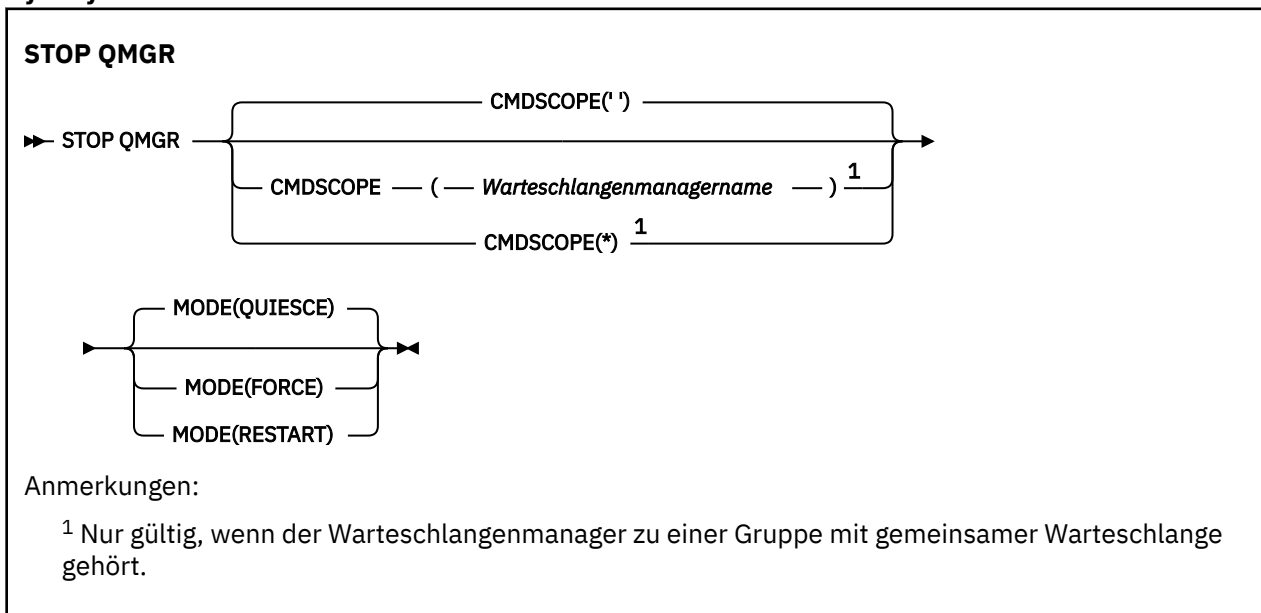 STOP QMGR
CMDSCOPE(' ')
STOP QMGR
CMDSCOPE ( Warteschlangenmanagername ) 1
CMDSCOPE(*) 1
MODE(QUIESCE)
MODE(FORCE)
MODE(RESTART)
Anmerkungen:
1 Nur gültig, wenn der Warteschlangenmanager zu einer Gruppe mit gemeinsamer Warteschlange
gehört.